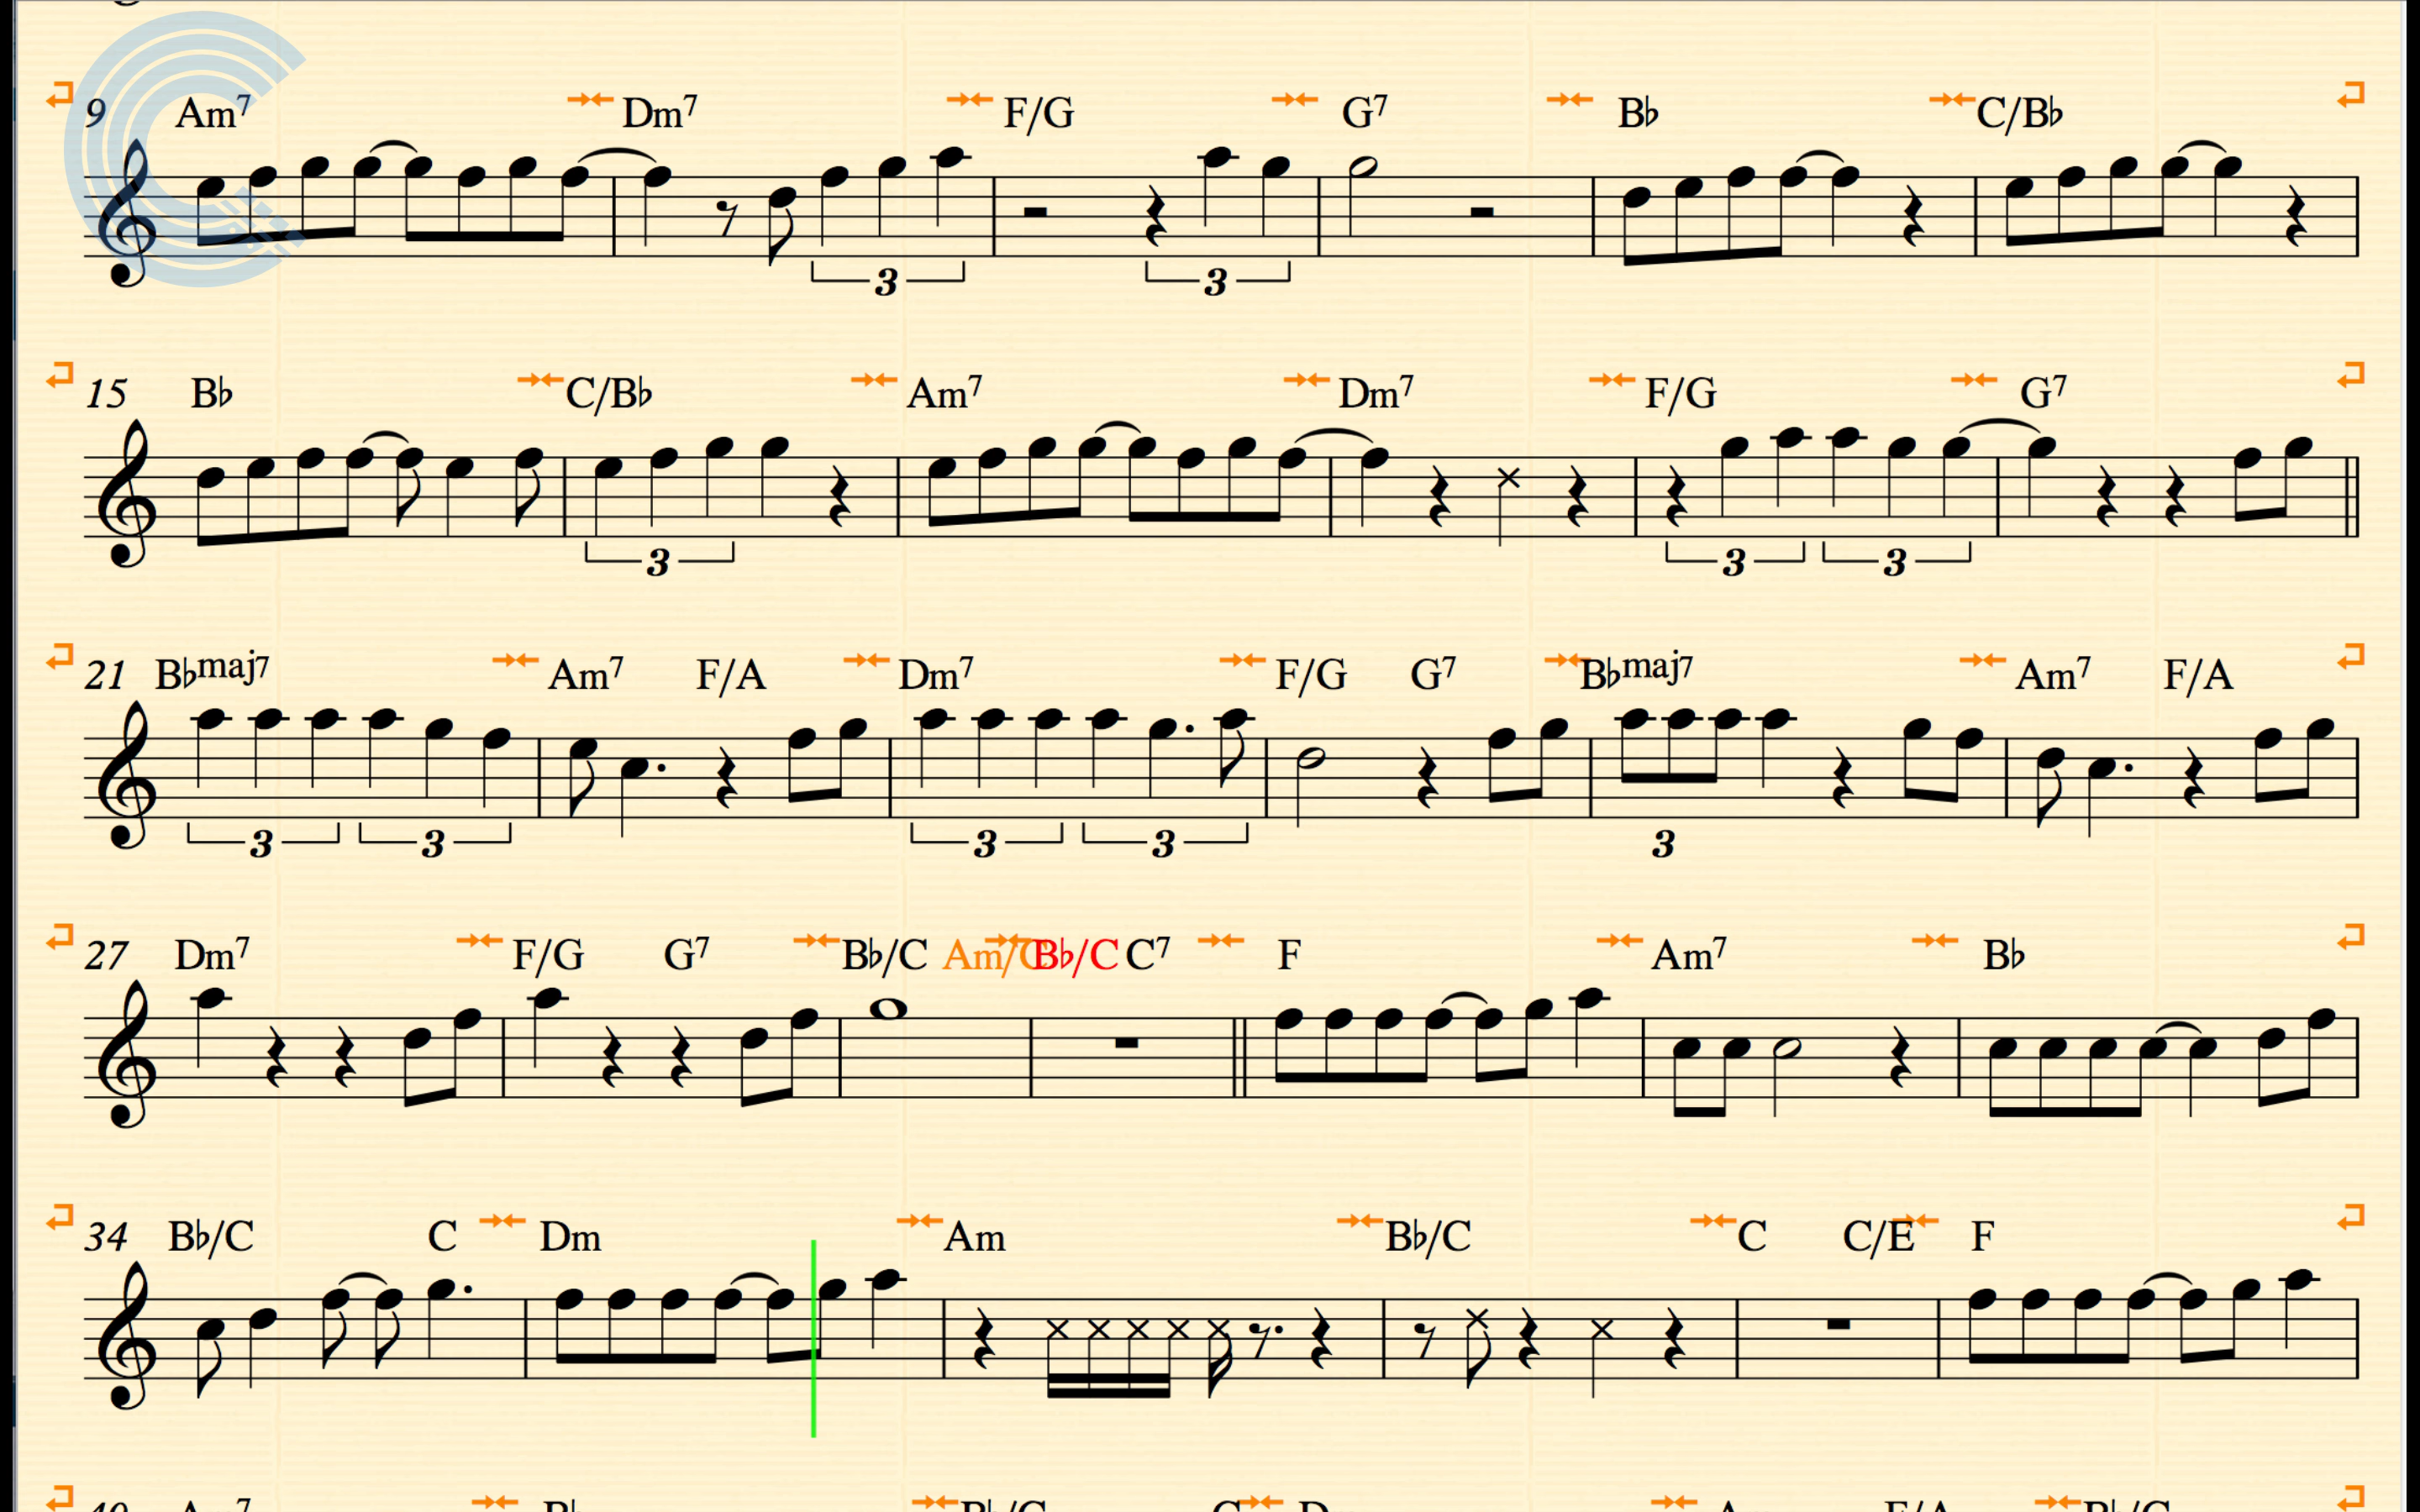 9 Am7 Dm7 F/G G7 B♭ C/B♭
3 3
15 B♭ C/B♭ Am7 Dm7 F/G G7
3 3 3
21 B♭maj7 Am7 F/A Dm7 F/G G7 B♭maj7 Am7 F/A
3 3 3 3 3
27 Dm7 F/G G7 B♭/C Am/C B♭/C C7 F Am7 B♭
34 B♭/C C Dm Am B♭/C C C/E F